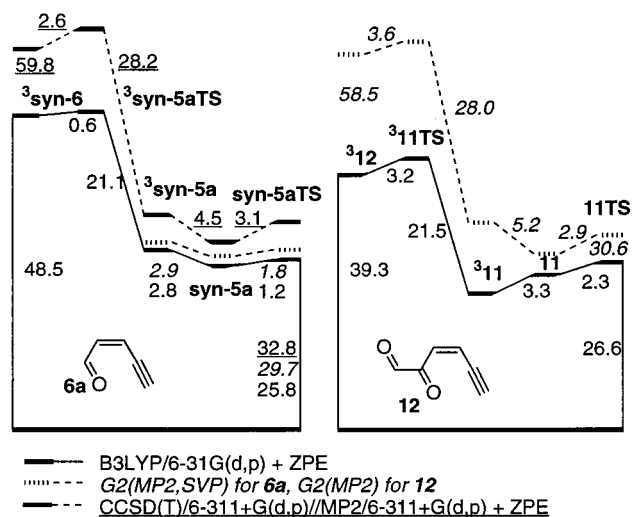 2.6
59.8
28.2
³syn-6
³syn-5aTS
0.6
21.1
³syn-5a
syn-5aTS
4.5
3.1
48.5
2.9
1.8
2.8
syn-5a
1.2
O
6a
32.8
29.7
25.8
3.6
58.5
28.0
³12
³11TS
3.2
21.5
5.2
2.9
11TS
11
30.6
39.3
³11
3.3
2.3
O
O
12
26.6
B3LYP/6-31G(d,p) + ZPE
G2(MP2,SVP) for 6a, G2(MP2) for 12
CCSD(T)/6-311+G(d,p)//MP2/6-311+G(d,p) + ZPE